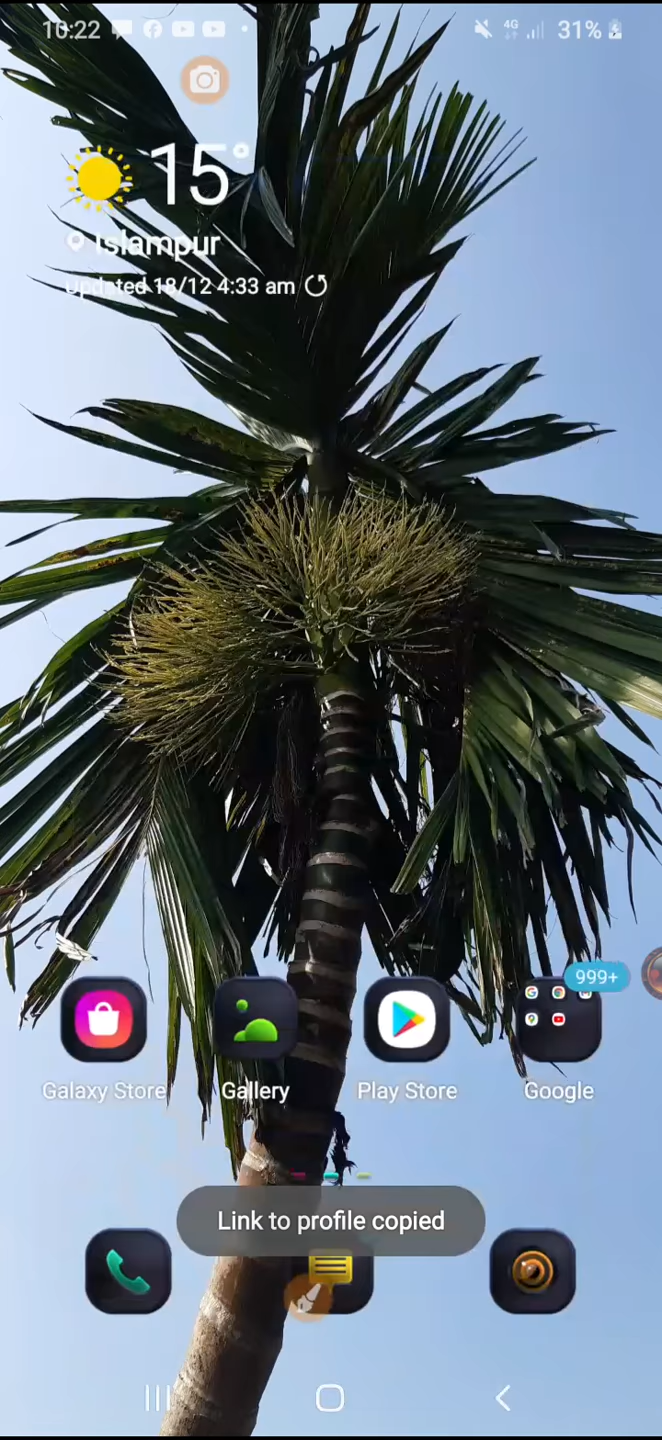 10:22
4G
31%
15°
Islampur
updated 18/12 4:33 am
999+
Galaxy Store
Gallery
Play Store
Google
Link to profile copied